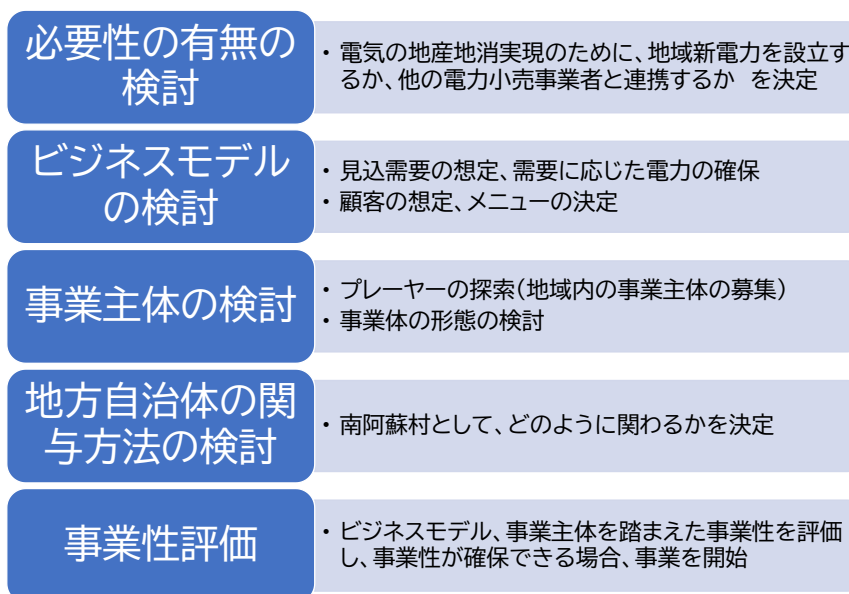 必要性の有無の
検討
・電気の地産地消実現のために、地域新電力を設立す
るか、他の電力小売事業者と連携するか　を決定
ビジネスモデル
の検討
・見込需要の想定、需要に応じた電力の確保
・顧客の想定、メニューの決定
事業主体の検討
・プレーヤーの探索(地域内の事業主体の募集)
・事業体の形態の検討
地方自治体の関
与方法の検討
・南阿蘇村として、どのように関わるかを決定
事業性評価
・ビジネスモデル、事業主体を踏まえた事業性を評価
し、事業性が確保できる場合、事業を開始